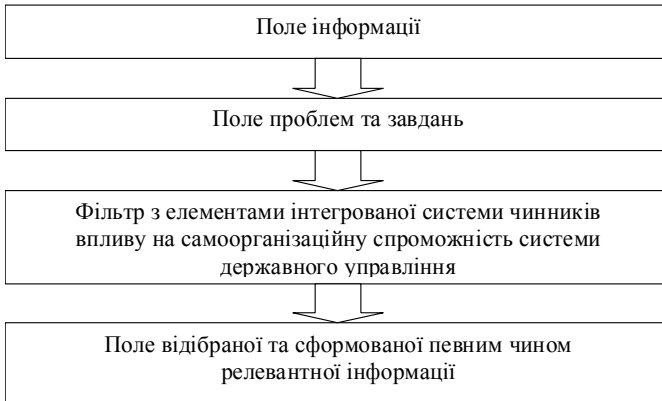 Поле інформації
Поле проблем та завдань
Фільтр з елементами інтегрованої системи чинників
впливу на самоорганізаційну спроможність системи
державного управління
Поле відібраної та сформованої певним чином
релевантної інформації